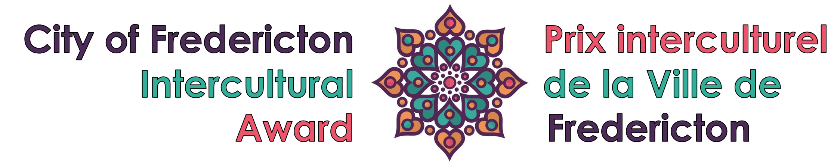 City of Fredericton
Intercultural
Award
Prix interculturel
de la Ville de
Fredericton